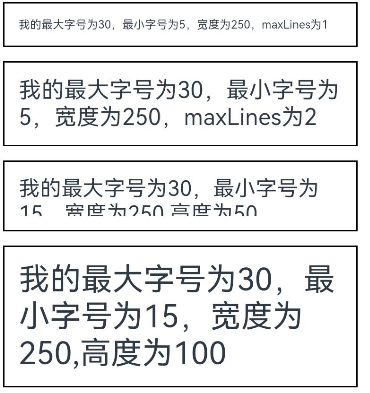 我的最大字号为30，最小字号为5，宽度为250，maxLines为1
我的最大字号为30，最小字号为
5，宽度为250，maxLines为2
我的最大字号为30，最小字号为
15，宽度为250,高度为50
我的最大字号为30，最
小字号为15，宽度为
250,高度为100